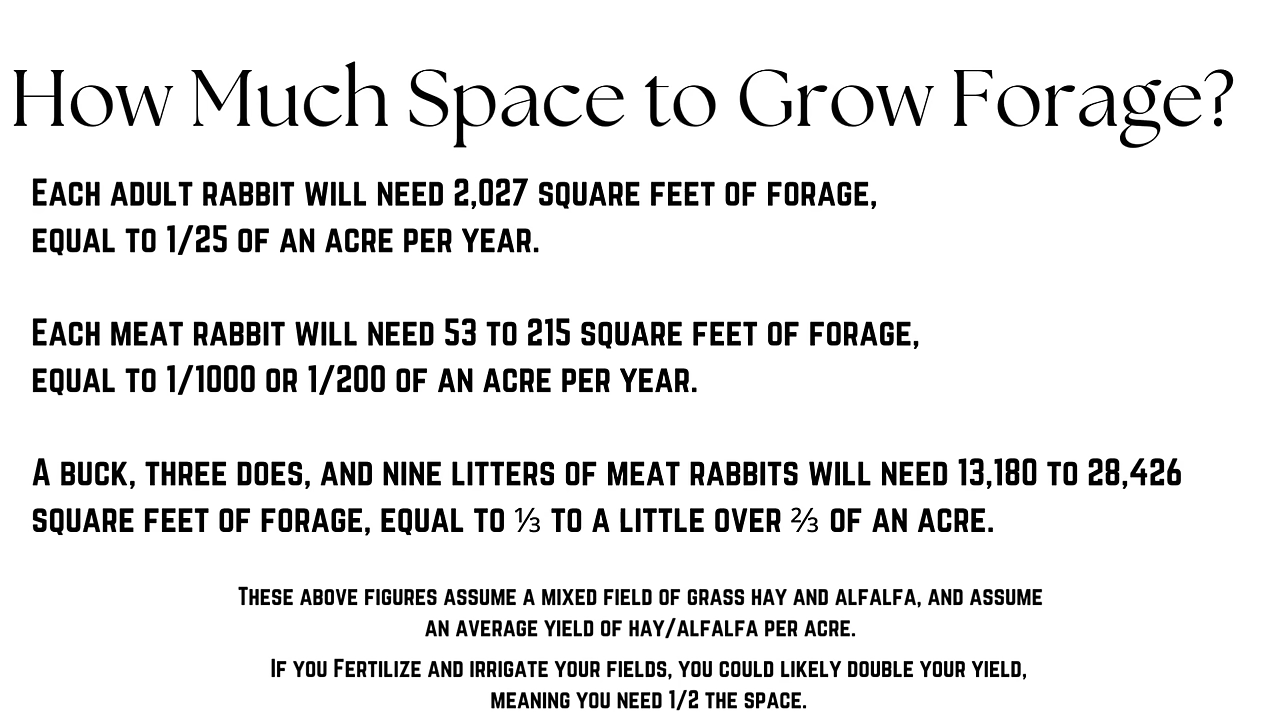 How Much Space to Grow Forage?
Each adult rabbit will need 2,027 square feet of forage,
equal to 1/25 of an acre per year.
Each meat rabbit will need 53 to 215 square feet of forage,
equal to 1/1000 or 1/200 of an acre per year.
A buck, three does, and nine litters of meat rabbits will need 13,180 to 28,426
square feet of forage, equal to ⅓ to a little over ⅔ of an acre.
These above figures assume a mixed field of grass hay and alfalfa, and assume
an average yield of hay/alfalfa per acre.
If you Fertilize and irrigate your fields, you could likely double your yield,
meaning you need 1/2 the space.